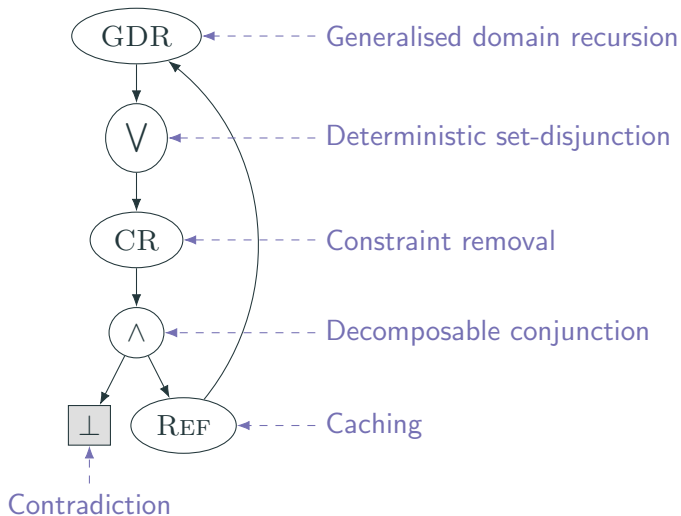 GDR
Generalised domain recursion
⋁
Deterministic set-disjunction
CR
Constraint removal
∧
Decomposable conjunction
⊥
REF
Caching
Contradiction